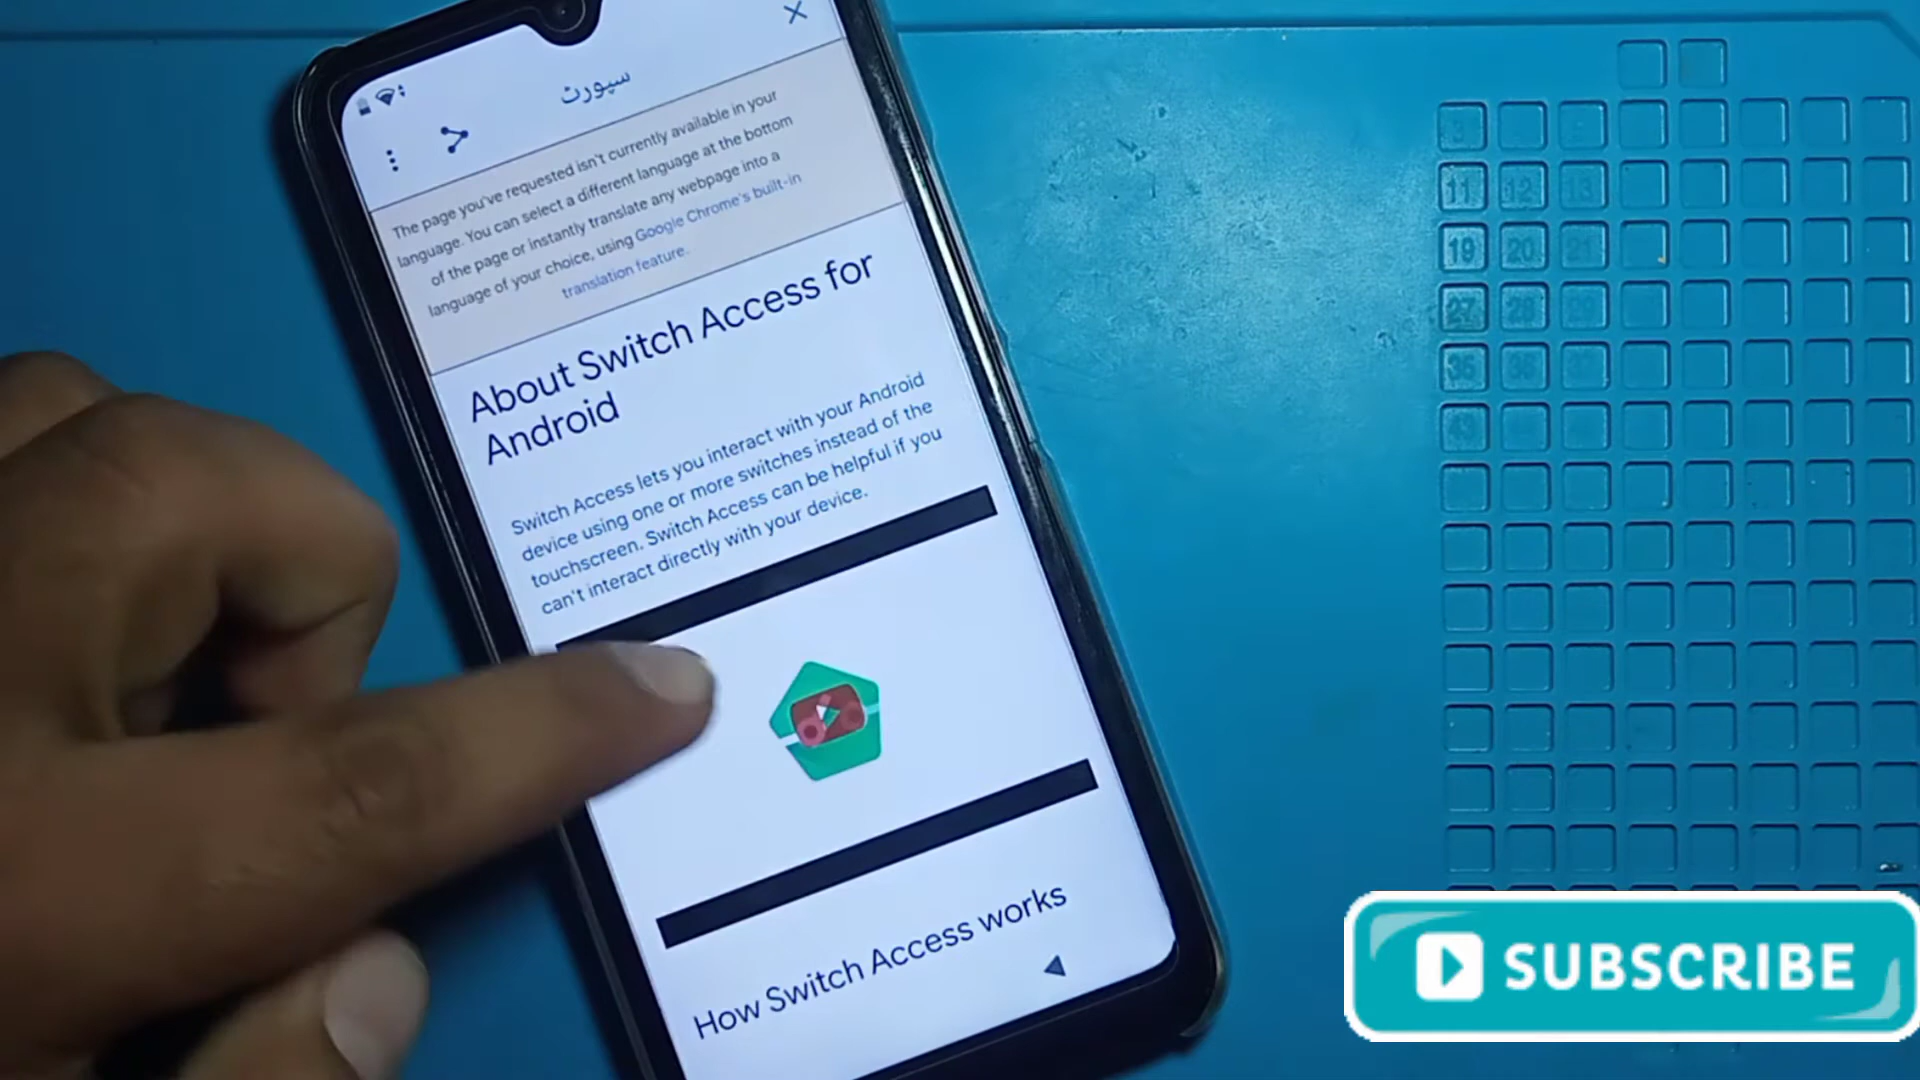 سپورٹ
The page you've requested isn't currently available in your
language. You can select a different language at the bottom
of the page or instantly translate any webpage into a
language of your choice, using Google Chrome's built-in
translation feature.
About Switch Access for
Android
Switch Access lets you interact with your Android
device using one or more switches instead of the
touchscreen. Switch Access can be helpful if you
can't interact directly with your device.
How Switch Access works
11 12 13
19 20 21
27 28 29
35
SUBSCRIBE